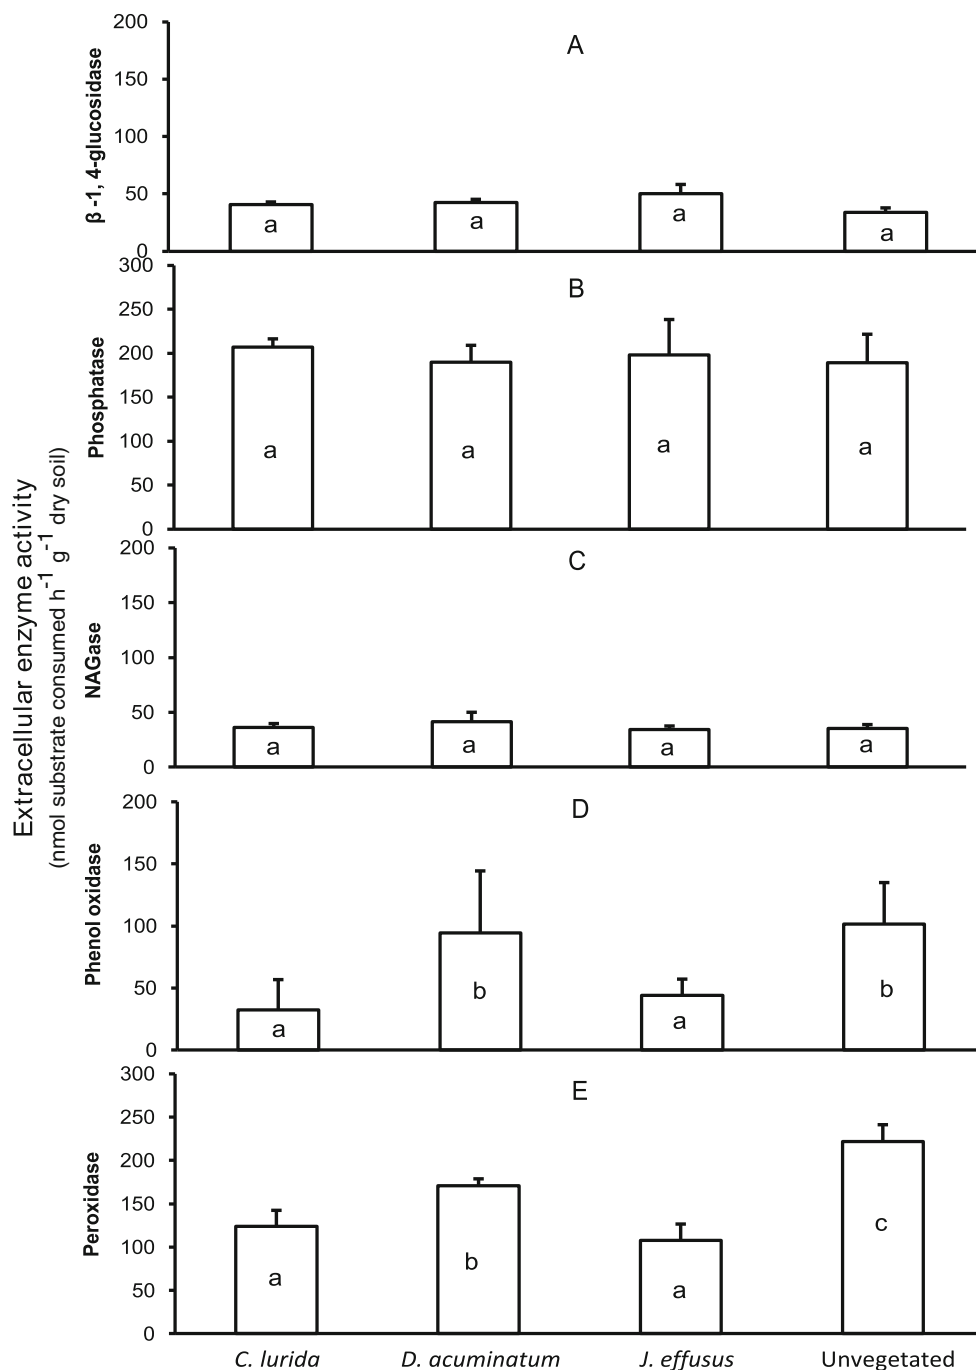 Extracellular enzyme activity
(nmol substrate consumed h-1 g-1 dry soil)
β -1, 4-glucosidase
200
150
100
50
0
A
a
a
a
a
Phosphatase
300
250
200
150
100
50
0
B
a
a
a
a
NAGase
200
150
100
50
0
C
a
a
a
a
Phenol oxidase
200
150
100
50
0
D
a
b
a
b
Peroxidase
300
250
200
150
100
50
0
E
a
b
a
c
C. lurida D. acuminatum J. effusus Unvegetated